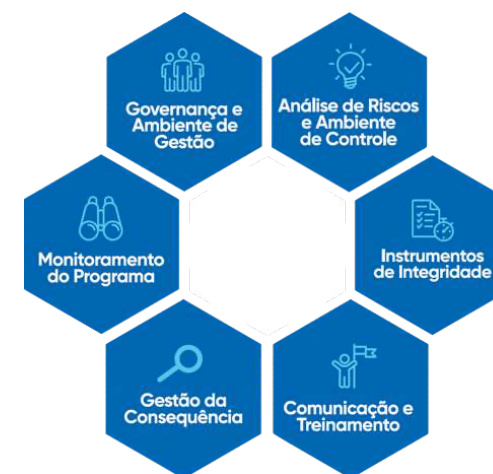 Governança e
Ambiente de
Gestão
Análise de Riscos
e Ambiente
de Controle
Monitoramento
do Programa
Instrumentos
de Integridade
Gestão da
Consequência
Comunicação e
Treinamento